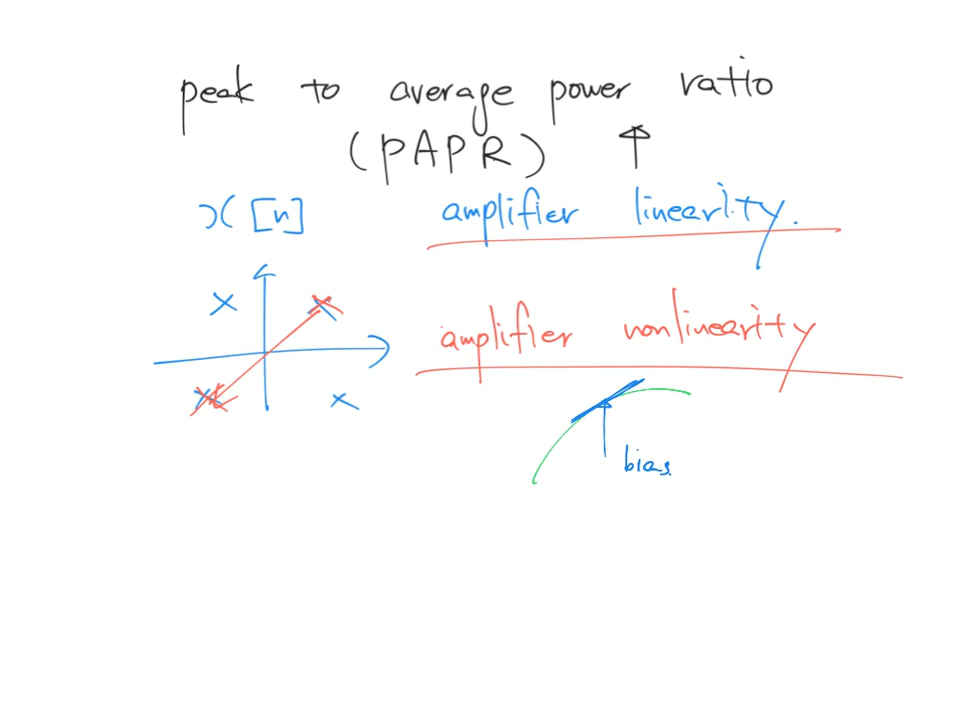 peak to average power ratio
(PAPR) ↑
x[n] amplifier linearity.
amplifier nonlinearity
bias.